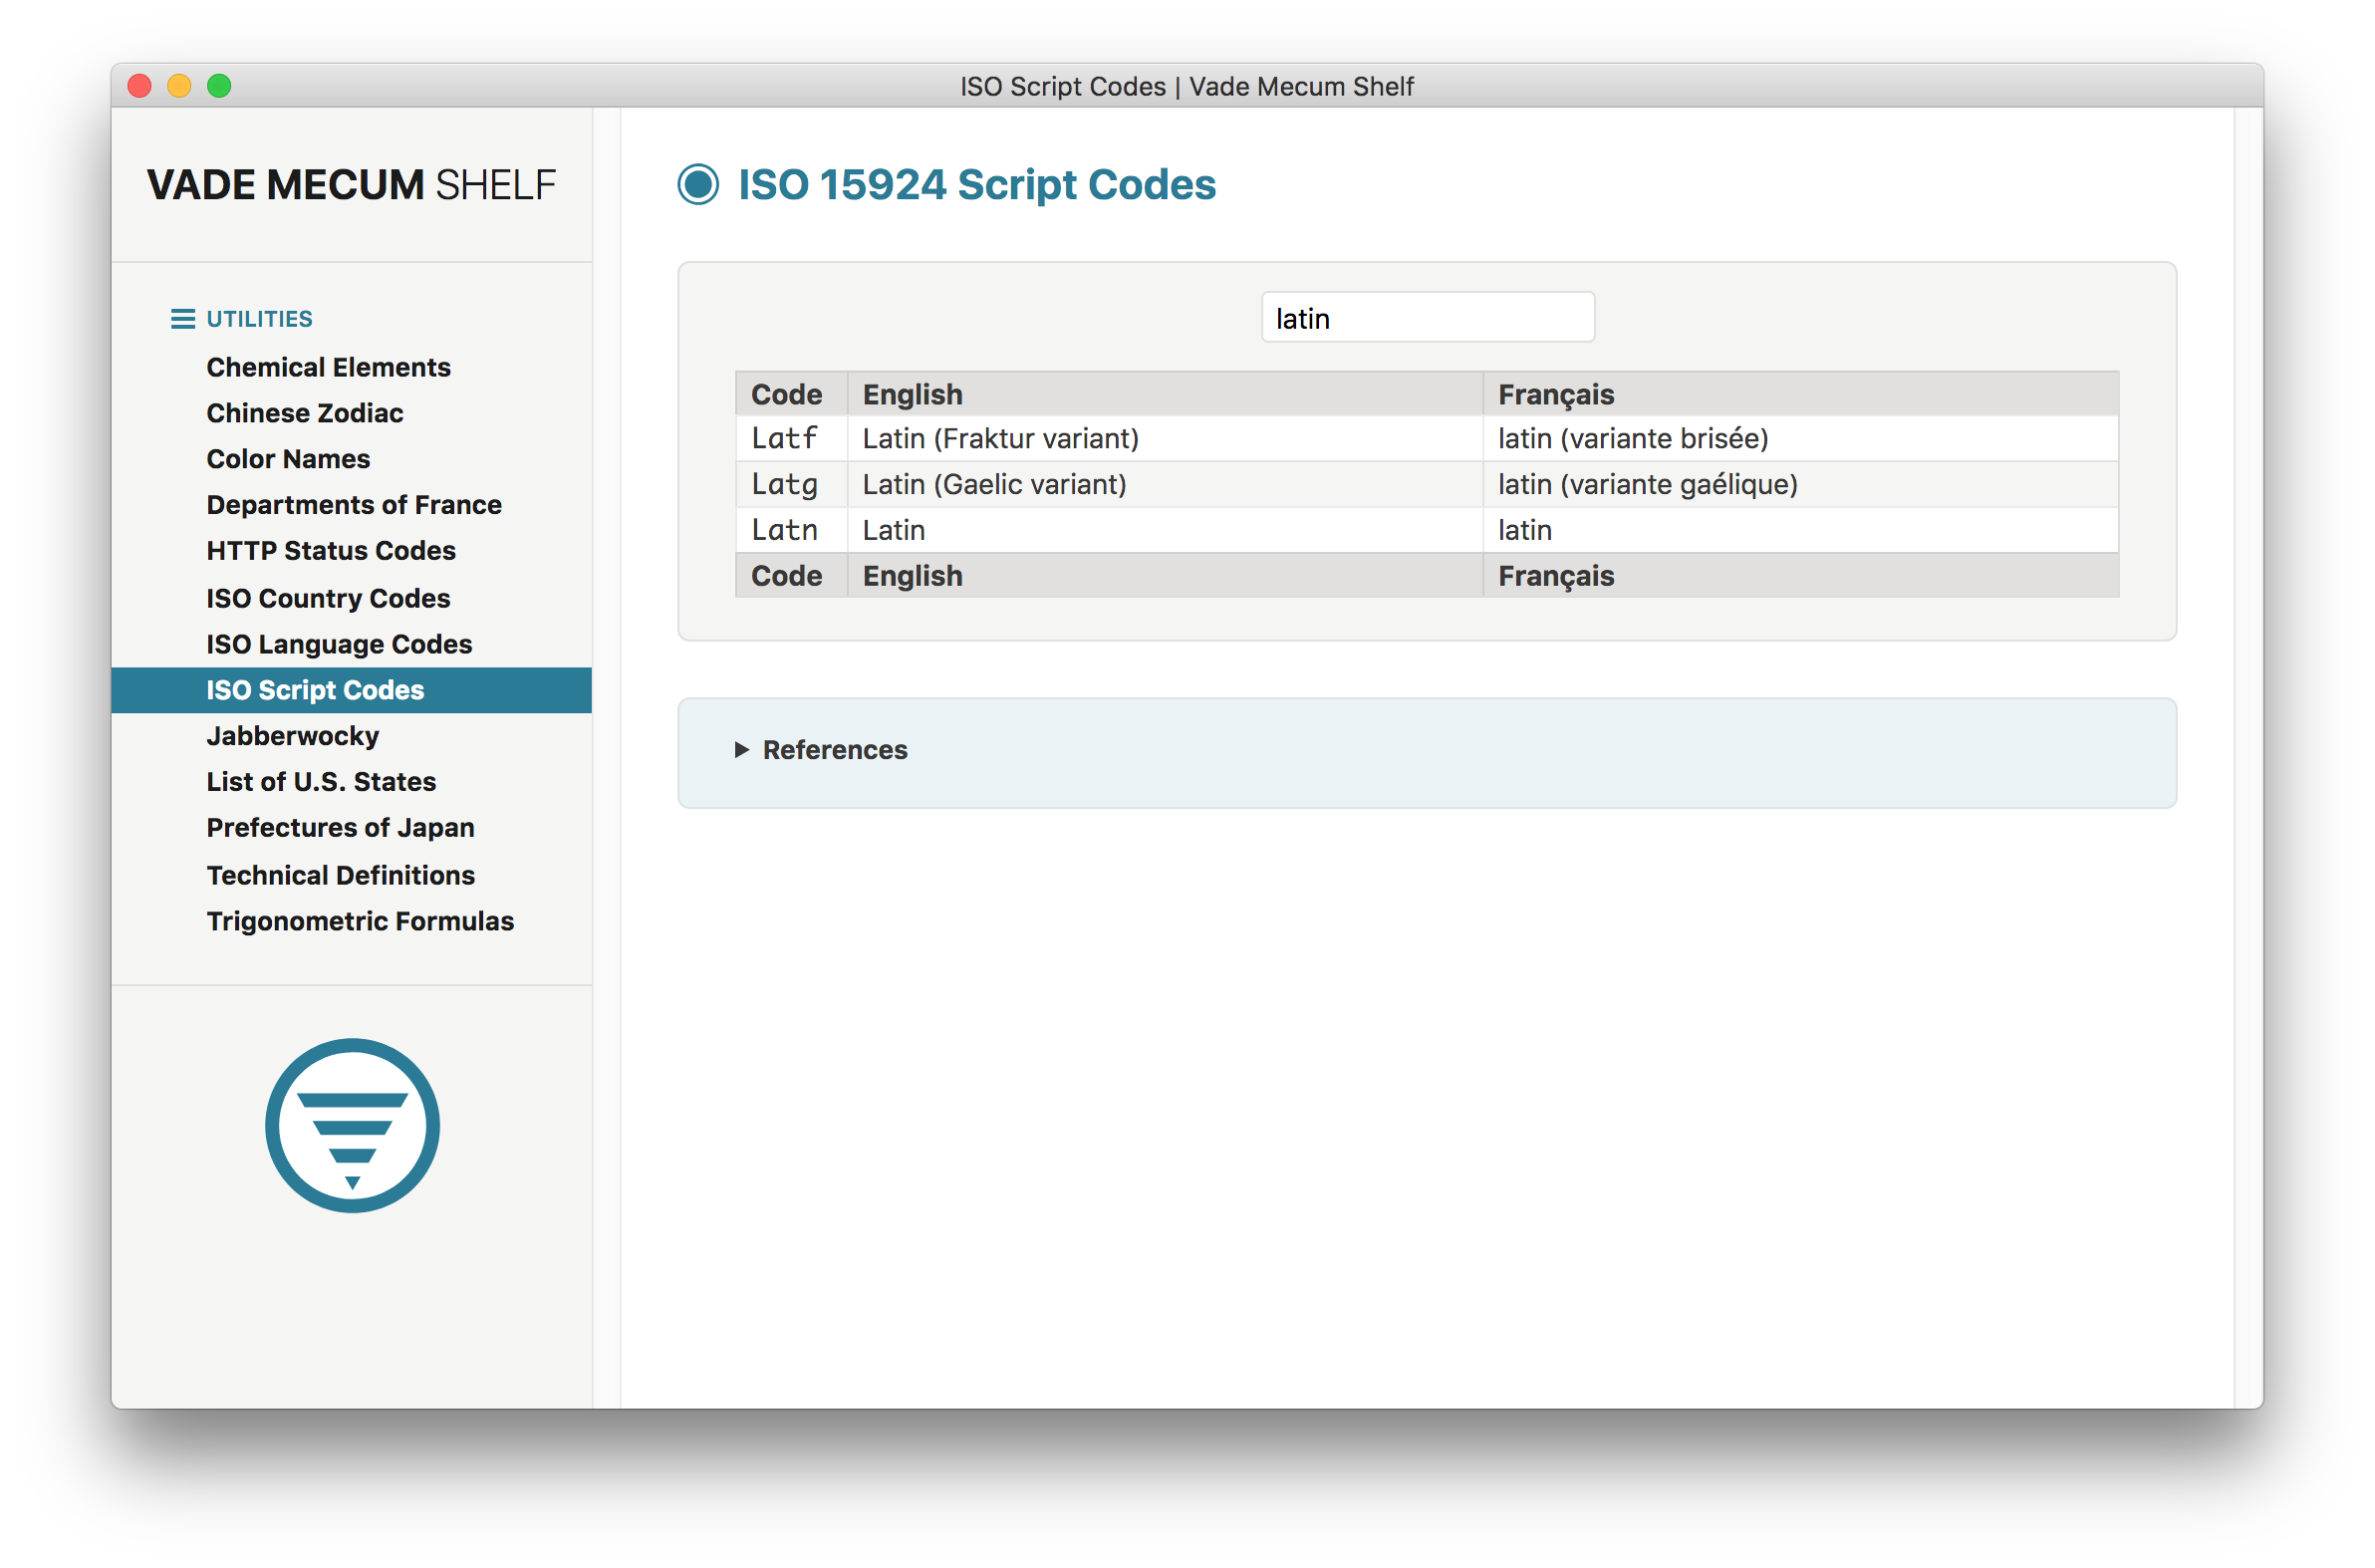 ISO Script Codes | Vade Mecum Shelf
VADE MECUM SHELF
UTILITIES
Chemical Elements
Chinese Zodiac
Color Names
Departments of France
HTTP Status Codes
ISO Country Codes
ISO Language Codes
ISO Script Codes
Jabberwocky
List of U.S. States
Prefectures of Japan
Technical Definitions
Trigonometric Formulas
ISO 15924 Script Codes
latin
Code English Français
Latf Latin (Fraktur variant) latin (variante brisée)
Latg Latin (Gaelic variant) latin (variante gaélique)
Latn Latin latin
Code English Français
References